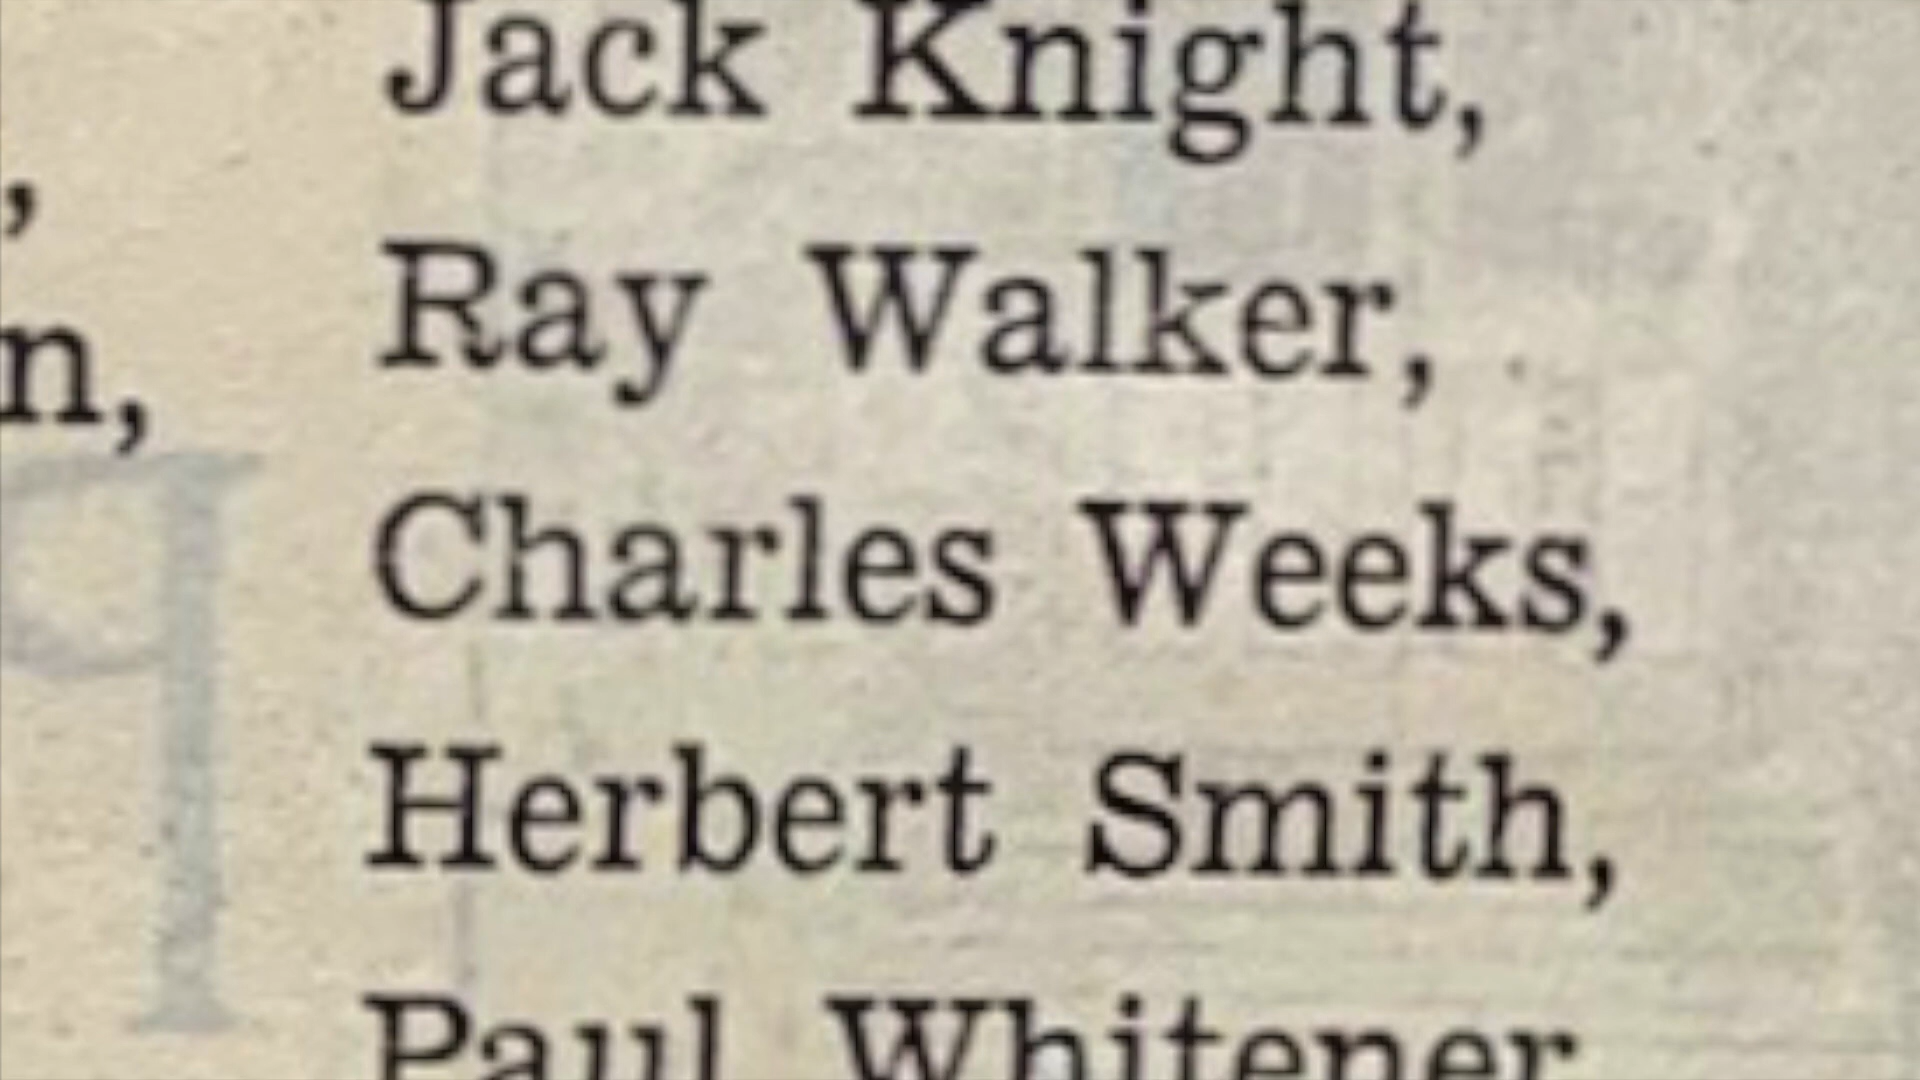 Jack Knight,
Ray Walker,
Charles Weeks,
Herbert Smith,
Paul Whitener